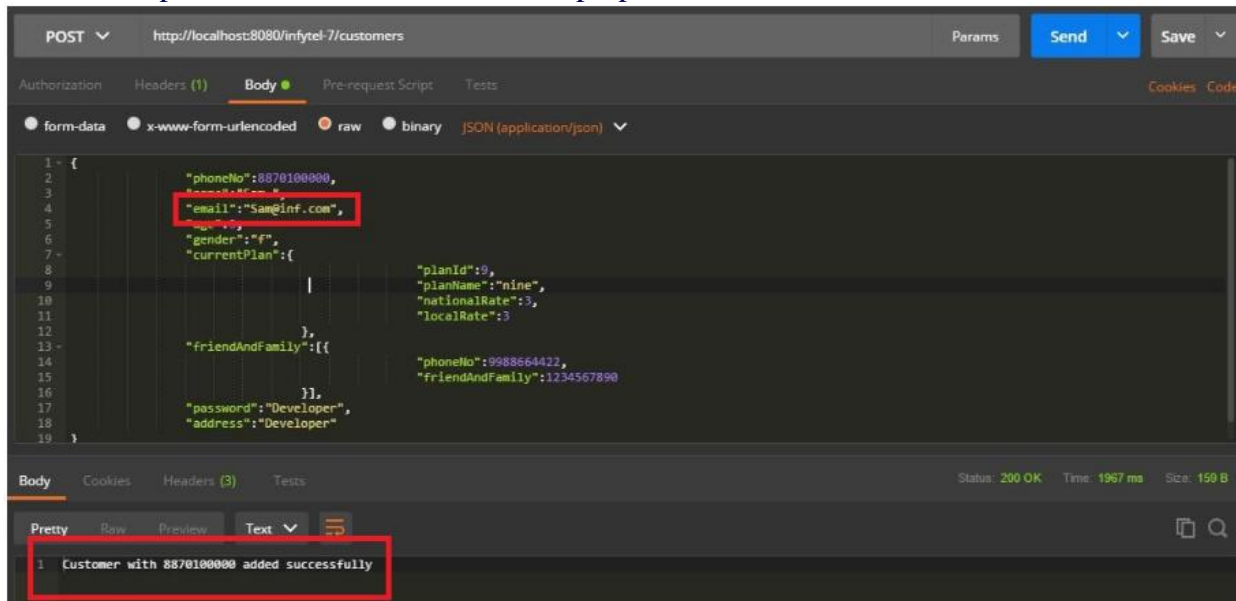 POST http://localhost:8080/infytel-7/customers Params Send Save
Authorization Headers (1) Body Pre-request Script Tests Cookies Code
form-data x-www-form-urlencoded raw binary JSON (application/json)
1 {
2 "phoneNo":8870100000,
3
4 "email":"Sam@inf.com",
5
6 "gender":"f",
7 "currentPlan":{
8 "planId":9,
9 "planName":"nine",
10 "nationalRate":3,
11 "localRate":3
12 },
13 "friendAndFamily":[{
14 "phoneNo":9988664422,
15 "friendAndFamily":1234567890
16 }],
17 "password":"Developer",
18 "address":"Developer"
19 }
Body Cookies Headers (3) Tests Status: 200 OK Time: 1967 ms Size: 159 B
Pretty Raw Preview Text
1 Customer with 8870100000 added successfully